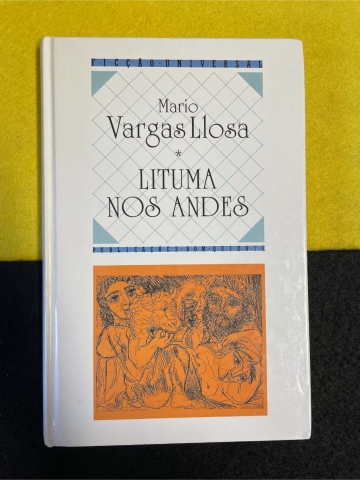 FICÇÃO · UNIVERSAL
Mario
Vargas Llosa
*
LITUMA
NOS ANDES
PUBLICAÇÕES DOM QUIXOTE